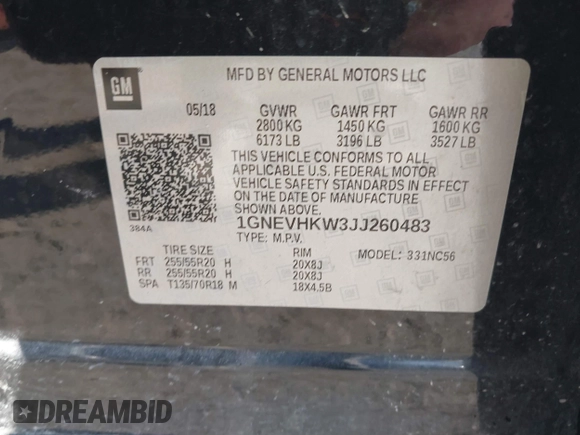 GM
MFD BY GENERAL MOTORS LLC
05/18 GVWR GAWR FRT GAWR RR
2800 KG 1450 KG 1600 KG
6173 LB 3196 LB 3527 LB
THIS VEHICLE CONFORMS TO ALL
APPLICABLE U.S. FEDERAL MOTOR
VEHICLE SAFETY STANDARDS IN EFFECT
ON THE DATE OF MANUFACTURE
SHOWN ABOVE.
384A
1GNEVHKW3JJ260483
TYPE: M.P.V.
TIRE SIZE RIM MODEL: 331NC56
FRT 255/55R20 H 20X8J
RR 255/55R20 H 20X8J
SPA T135/70R18 M 18X4.5B
DREAMBID